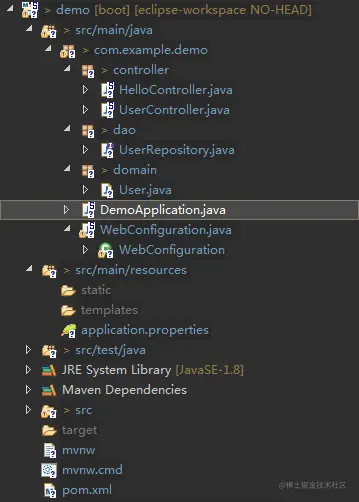 > demo [boot] [eclipse-workspace NO-HEAD]
> src/main/java
> com.example.demo
> controller
HelloController.java
UserController.java
> dao
UserRepository.java
> domain
User.java
DemoApplication.java
WebConfiguration.java
WebConfiguration
> src/main/resources
static
templates
application.properties
> src/test/java
JRE System Library [JavaSE-1.8]
Maven Dependencies
> src
target
mvnw
mvnw.cmd
pom.xml
@稀土掘金技术社区